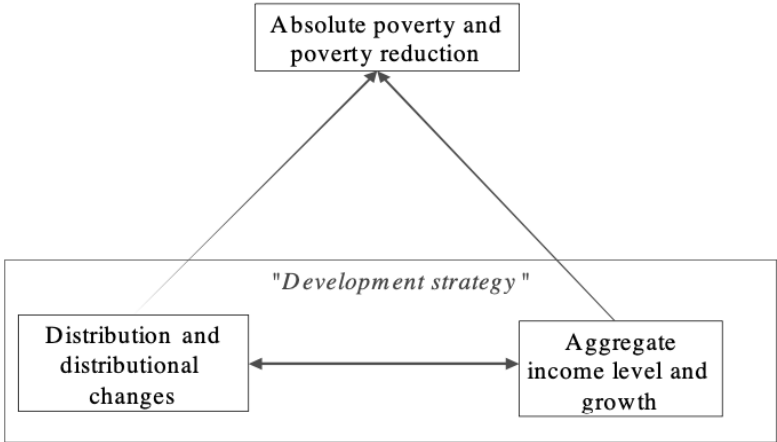 Absolute poverty and
poverty reduction
"Development strategy"
Distribution and
distributional
changes
Aggregate
income level and
growth